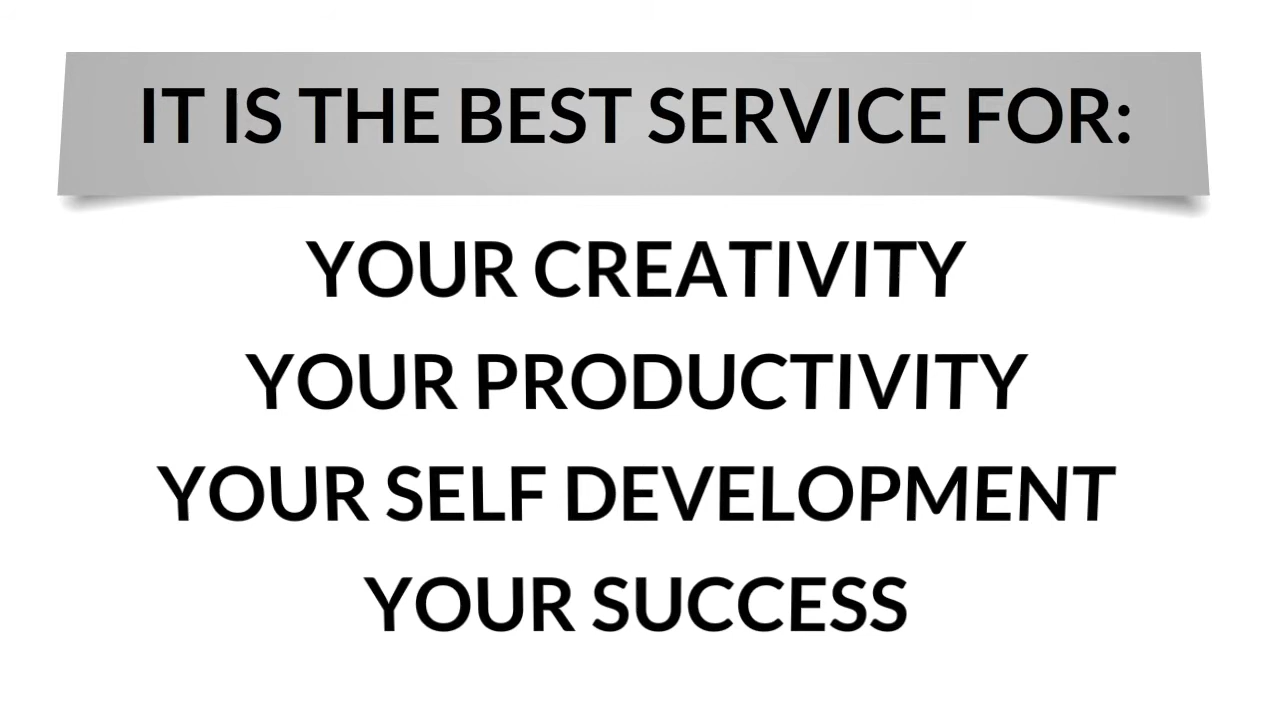 IT IS THE BEST SERVICE FOR:
YOUR CREATIVITY
YOUR PRODUCTIVITY
YOUR SELF DEVELOPMENT
YOUR SUCCESS